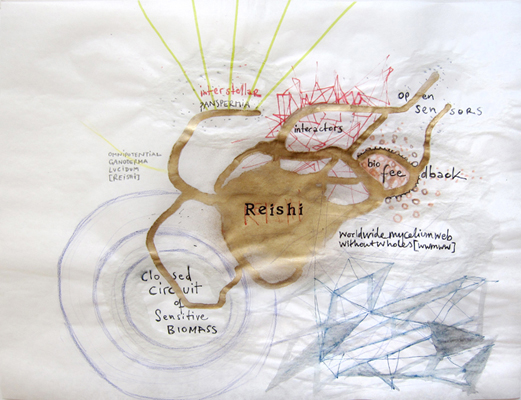 interstellar
PANSPERMIA
open
sensors
interactors
OMNIPOTENTIAL
GANODERMA
LUCIDUM
[REISHI]
bio
feedback
Reishi
worldwide mycelium web
without wholes [wwmww]
closed
circuit
of
Sensitive
BIOMASS